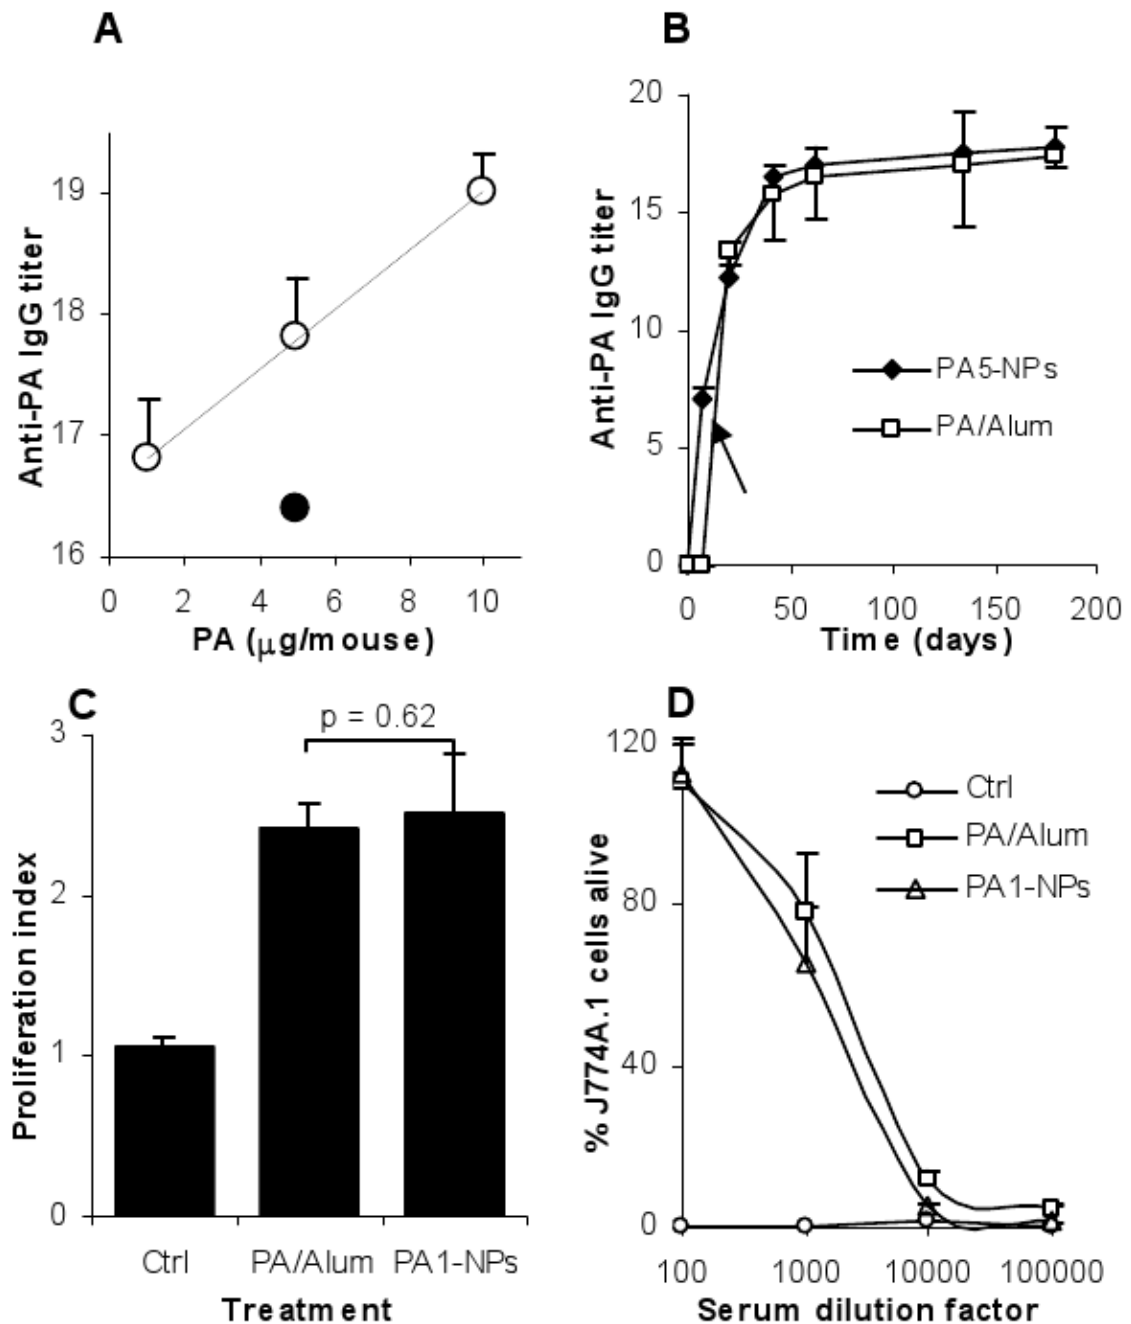 A
19
18
17
16
0 2 4 6 8 10
Anti-PA IgG titer
PA (μg/mouse)
B
20
15
10
5
0
0 50 100 150 200
Anti-PA IgG titer
Time (days)
PA5-NPs
PA/Alum
C
p = 0.62
3
2
1
0
Proliferation index
Ctrl PA/Alum PA1-NPs
Treatment
D
120
80
40
0
% J774A.1 cells alive
Ctrl
PA/Alum
PA1-NPs
100 1000 10000 100000
Serum dilution factor